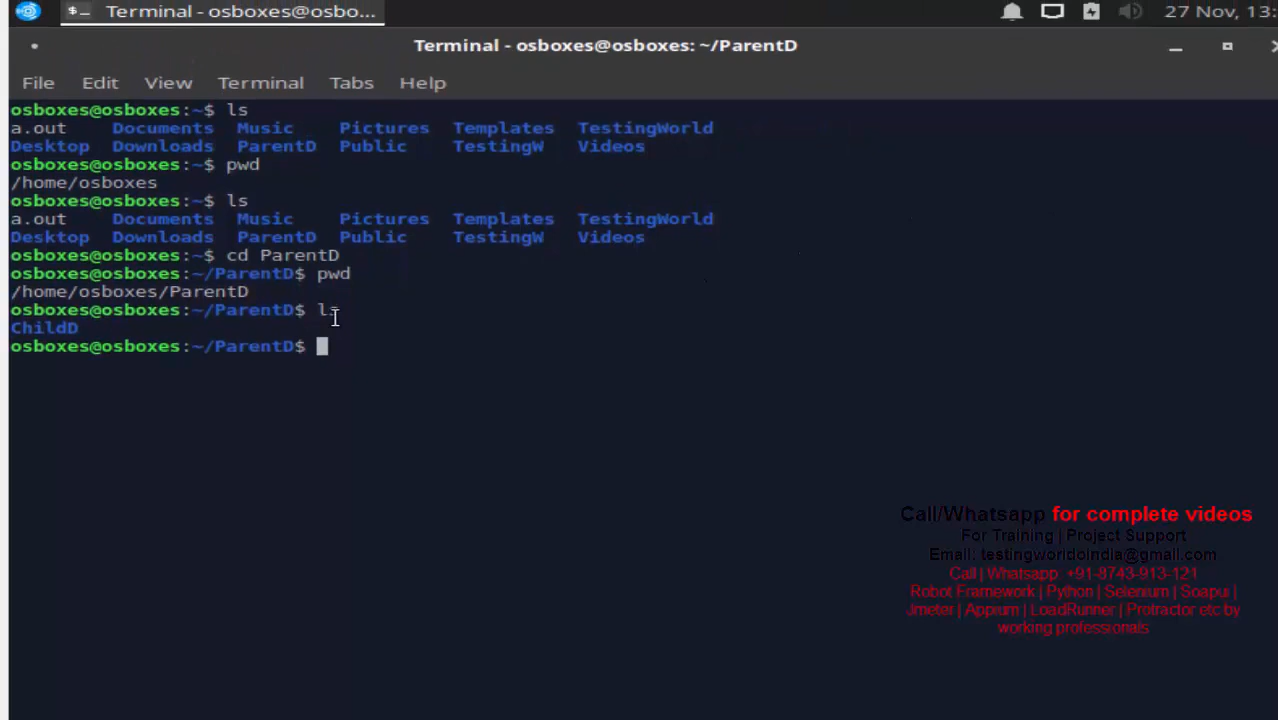 Terminal - osboxes@osbo...
27 Nov, 13:
Terminal - osboxes@osboxes: ~/ParentD
File Edit View Terminal Tabs Help
osboxes@osboxes:~$ ls
a.out Documents Music Pictures Templates TestingWorld
Desktop Downloads ParentD Public TestingW Videos
osboxes@osboxes:~$ pwd
/home/osboxes
osboxes@osboxes:~$ ls
a.out Documents Music Pictures Templates TestingWorld
Desktop Downloads ParentD Public TestingW Videos
osboxes@osboxes:~$ cd ParentD
osboxes@osboxes:~/ParentD$ pwd
/home/osboxes/ParentD
osboxes@osboxes:~/ParentD$ ls
ChildD
osboxes@osboxes:~/ParentD$
Call/Whatsapp for complete videos
For Training | Project Support
Email: testingworldoindia@gmail.com
Call | Whatsapp: +91-8743-913-121
Robot Framework | Python | Selenium | Soapui |
Jmeter | Appium | LoadRunner | Protractor etc by
working professionals